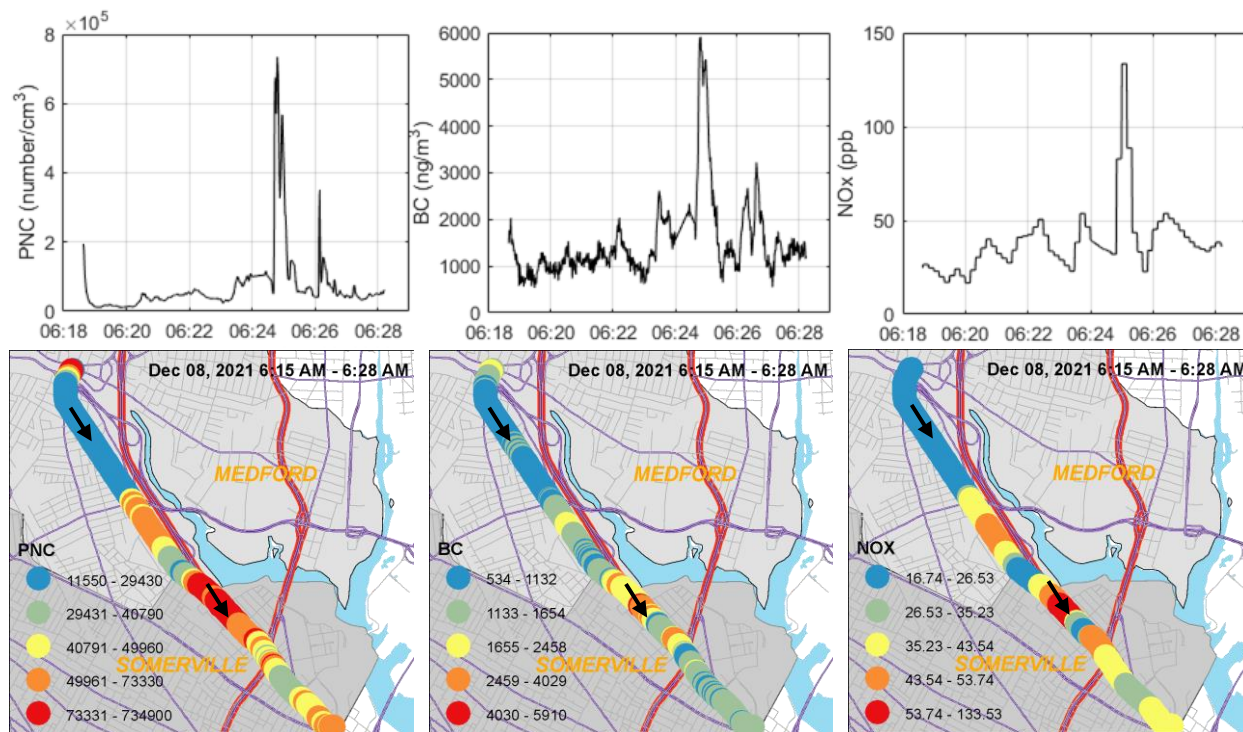 ×10⁵
8
6
4
2
0
PNC (number/cm³)
06:18 06:20 06:22 06:24 06:26 06:28
6000
5000
4000
3000
2000
1000
0
BC (ng/m³)
06:18 06:20 06:22 06:24 06:26 06:28
150
100
50
0
NOx (ppb
06:18 06:20 06:22 06:24 06:26 06:28
Dec 08, 2021 6:15 AM - 6:28 AM
MEDFORD
SOMERVILLE
PNC
11550 - 29430
29431 - 40790
40791 - 49960
49961 - 73330
73331 - 734900
Dec 08, 2021 6:15 AM - 6:28 AM
MEDFORD
SOMERVILLE
BC
534 - 1132
1133 - 1654
1655 - 2458
2459 - 4029
4030 - 5910
Dec 08, 2021 6:15 AM - 6:28 AM
MEDFORD
SOMERVILLE
NOX
16.74 - 26.53
26.53 - 35.23
35.23 - 43.54
43.54 - 53.74
53.74 - 133.53